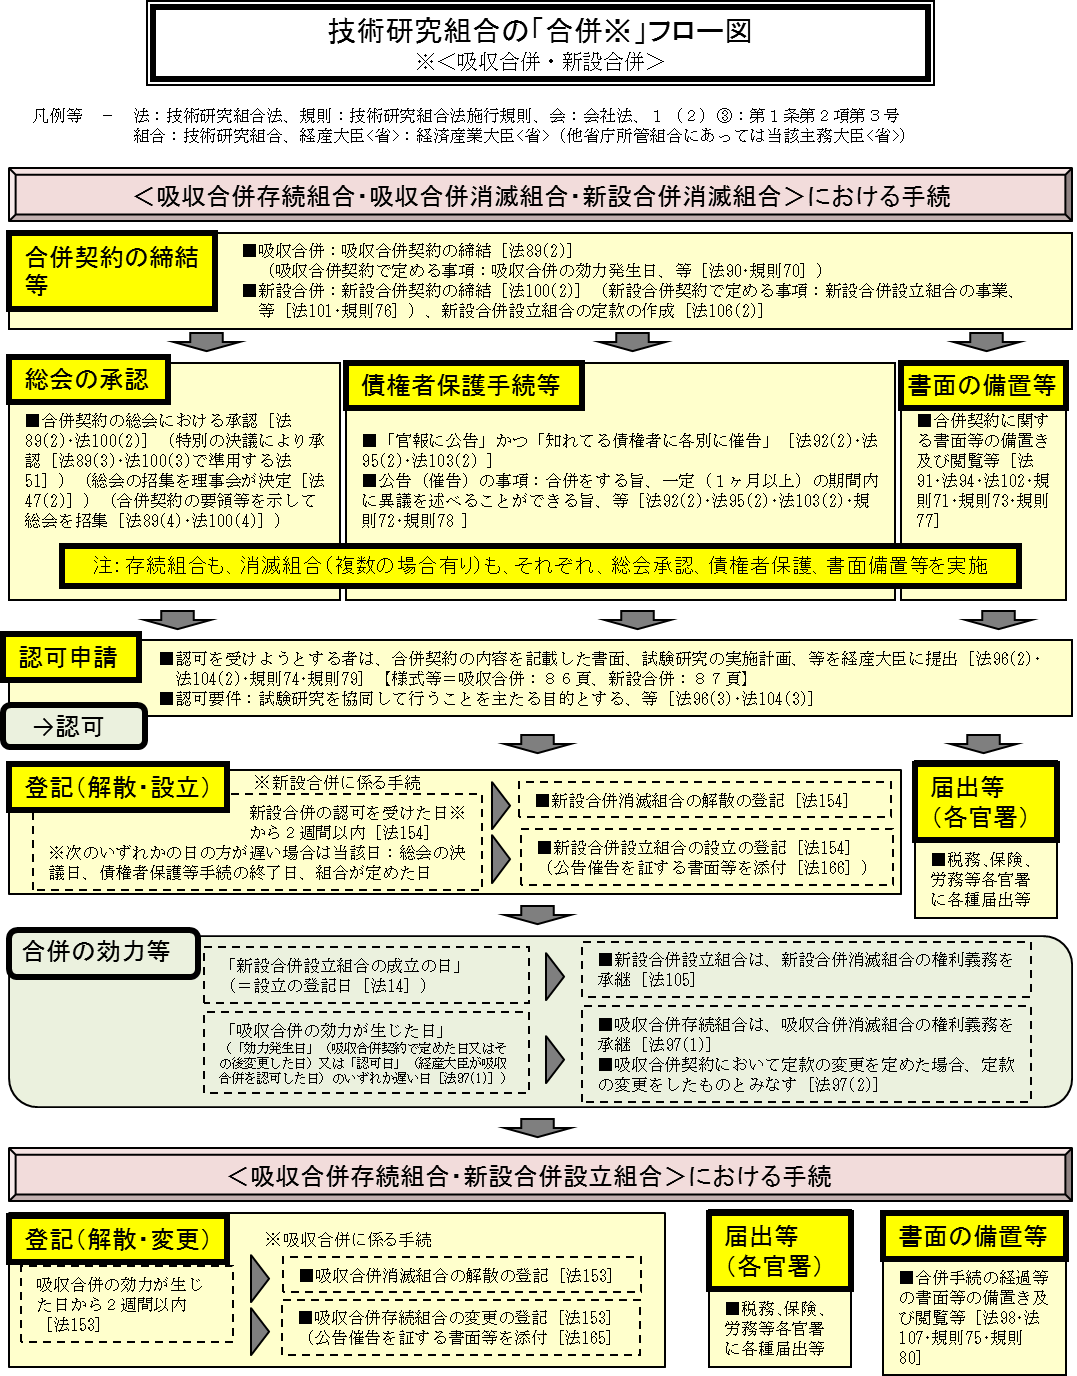 技術研究組合の「合併※」フロー図
※＜吸収合併・新設合併＞
凡例等　－　法：技術研究組合法、規則：技術研究組合法施行規則、会：会社法、１（２）③：第１条第２項第３号
組合：技術研究組合、経産大臣<省>：経済産業大臣<省>（他省庁所管組合にあっては当該主務大臣<省>）
＜吸収合併存続組合・吸収合併消滅組合・新設合併消滅組合＞における手続
合併契約の締結
等
■吸収合併：吸収合併契約の締結［法89(2)］
（吸収合併契約で定める事項：吸収合併の効力発生日、等［法90・規則70］）
■新設合併：新設合併契約の締結［法100(2)］（新設合併契約で定める事項：新設合併設立組合の事業、
等［法101・規則76］）、新設合併設立組合の定款の作成［法106(2)］
総会の承認
■合併契約の総会における承認［法
89(2)・法100(2)］（特別の決議により承
認［法89(3)・法100(3)で準用する法
51］）（総会の招集を理事会が決定［法
47(2)］）（合併契約の要領等を示して
総会を招集［法89(4)・法100(4)］）
債権者保護手続等
■「官報に公告」かつ「知れてる債権者に各別に催告」［法92(2)・法
95(2)・法103(2)］
■公告（催告）の事項：合併をする旨、一定（１ヶ月以上）の期間内
に異議を述べることができる旨、等［法92(2)・法95(2)・法103(2)・規
則72・規則78］
書面の備置等
■合併契約に関す
る書面等の備置き
及び閲覧等［法
91・法94・法102・規
則71・規則73・規則
77］
注：存続組合も、消滅組合（複数の場合有り）も、それぞれ、総会承認、債権者保護、書面備置等を実施
認可申請
■認可を受けようとする者は、合併契約の内容を記載した書面、試験研究の実施計画、等を経産大臣に提出［法96(2)・
法104(2)・規則74・規則79］【様式等＝吸収合併：８６頁、新設合併：８７頁】
■認可要件：試験研究を協同して行うことを主たる目的とする、等［法96(3)・法104(3)］
→認可
登記（解散・設立）
※新設合併に係る手続
新設合併の認可を受けた日※
から２週間以内［法154］
※次のいずれかの日の方が遅い場合は当該日：総会の決
議日、債権者保護等手続の終了日、組合が定めた日
■新設合併消滅組合の解散の登記［法154］
■新設合併設立組合の設立の登記［法154］
（公告催告を証する書面等を添付［法166］）
届出等
（各官署）
■税務、保険、
労務等各官署
に各種届出等
合併の効力等
「新設合併設立組合の成立の日」
（＝設立の登記日［法14］）
■新設合併設立組合は、新設合併消滅組合の権利義務を
承継［法105］
「吸収合併の効力が生じた日」
（「効力発生日」（吸収合併契約で定めた日又はそ
の後変更した日）又は「認可日」（経産大臣が吸収
合併を認可した日）のいずれか遅い日［法97(1)］）
■吸収合併存続組合は、吸収合併消滅組合の権利義務を
承継［法97(1)］
■吸収合併契約において定款の変更を定めた場合、定款
の変更をしたものとみなす［法97(2)］
＜吸収合併存続組合・新設合併設立組合＞における手続
登記（解散・変更）
※吸収合併に係る手続
吸収合併の効力が生じ
た日から２週間以内
［法153］
■吸収合併消滅組合の解散の登記［法153］
■吸収合併存続組合の変更の登記［法153］
（公告催告を証する書面等を添付［法165］
届出等
（各官署）
■税務、保険、
労務等各官署
に各種届出等
書面の備置等
■合併手続の経過等
の書面等の備置き及
び閲覧等［法98・法
107・規則75・規則
80］